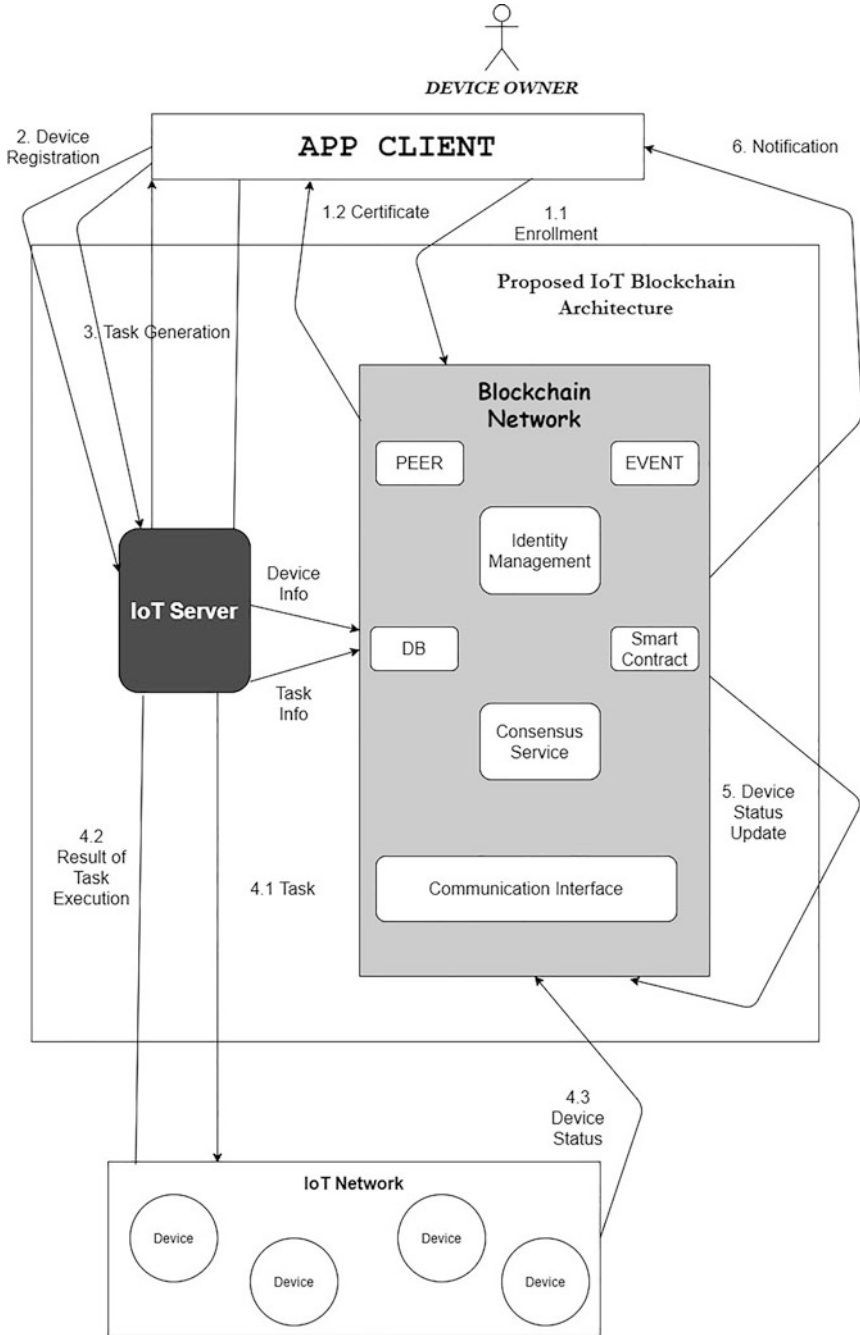 DEVICE OWNER
APP CLIENT
2. Device
Registration
6. Notification
1.2 Certificate
1.1
Enrollment
Proposed IoT Blockchain
Architecture
3. Task Generation
Blockchain
Network
PEER
EVENT
Identity
Management
IoT Server
Device
Info
DB
Smart
Contract
Task
Info
Consensus
Service
5. Device
Status
Update
4.2
Result of
Task
Execution
4.1 Task
Communication Interface
4.3
Device
Status
IoT Network
Device
Device
Device
Device